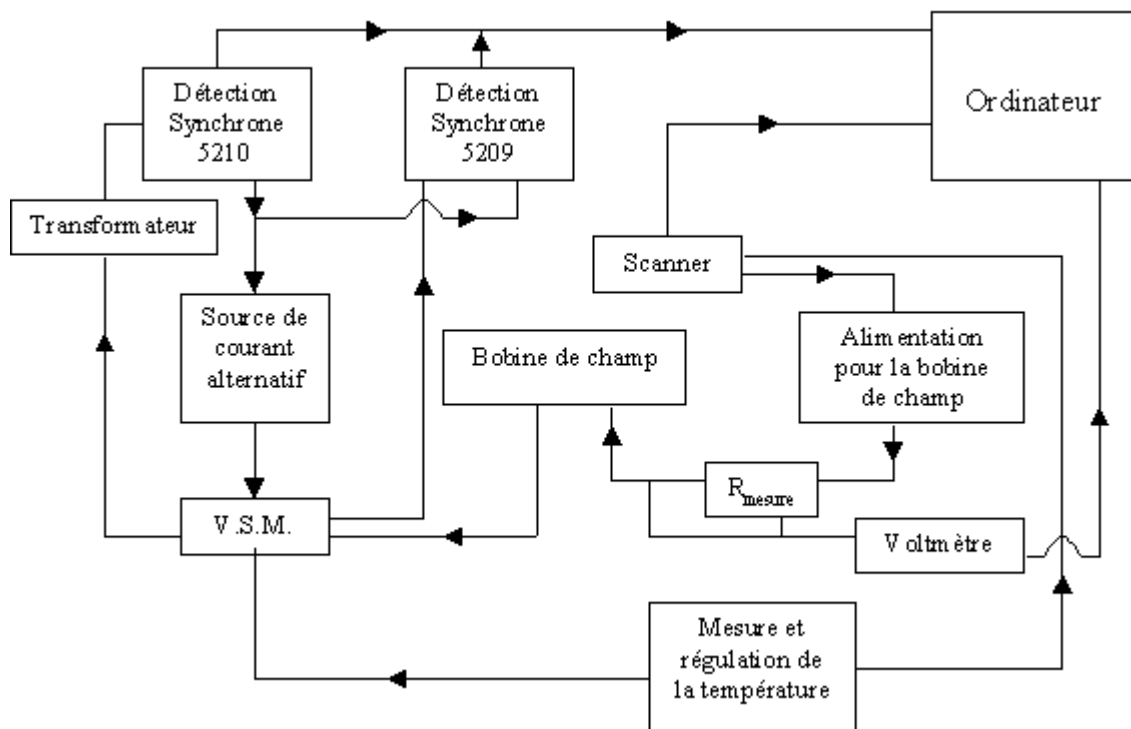 Détection
Synchrone
5210
Détection
Synchrone
5209
Ordinateur
Transformateur
Scanner
Source de
courant
alternatif
Bobine de champ
Alimentation
pour la bobine
de champ
Rmesure
V.S.M.
Voltmètre
Mesure et
régulation de
la température